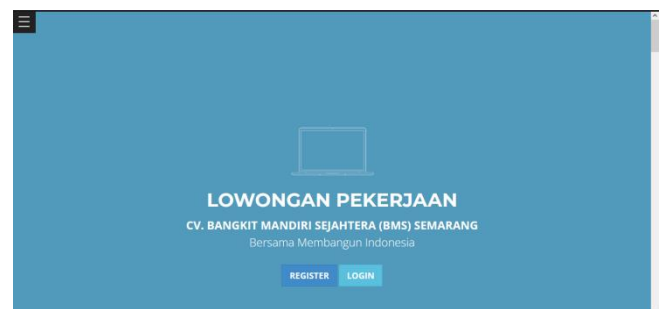 LOWONGAN PEKERJAAN
CV. BANGKIT MANDIRI SEJAHTERA (BMS) SEMARANG
Bersama Membangun Indonesia
REGISTER LOGIN